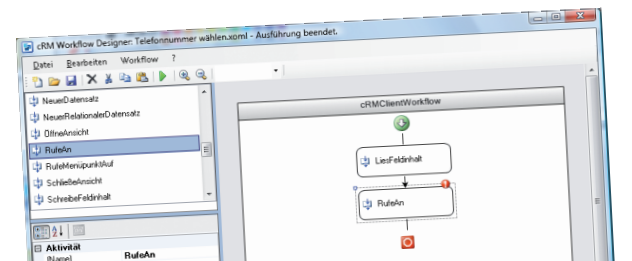 cRM Workflow Designer: Telefonnummer wählen.xoml - Ausführung beendet.
Datei Bearbeiten Workflow ?
NeuerDatensatz
NeuerRelationalerDatensatz
ÖffneAnsicht
RufeAn
RufeMenüpunktAuf
SchließeAnsicht
SchreibeFeldinhalt
Aktivität
(Name) RufeAn
cRMClientWorkflow
LiesFeldinhalt
RufeAn